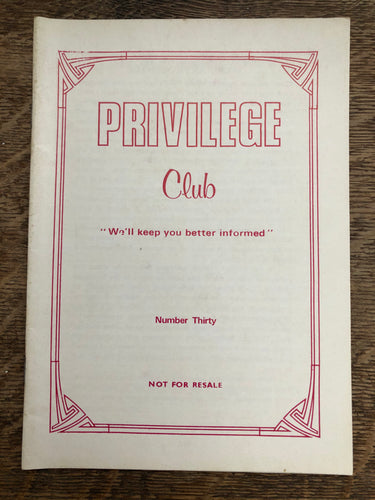 PRIVILEGE
Club
"We'll keep you better informed"
Number Thirty
NOT FOR RESALE